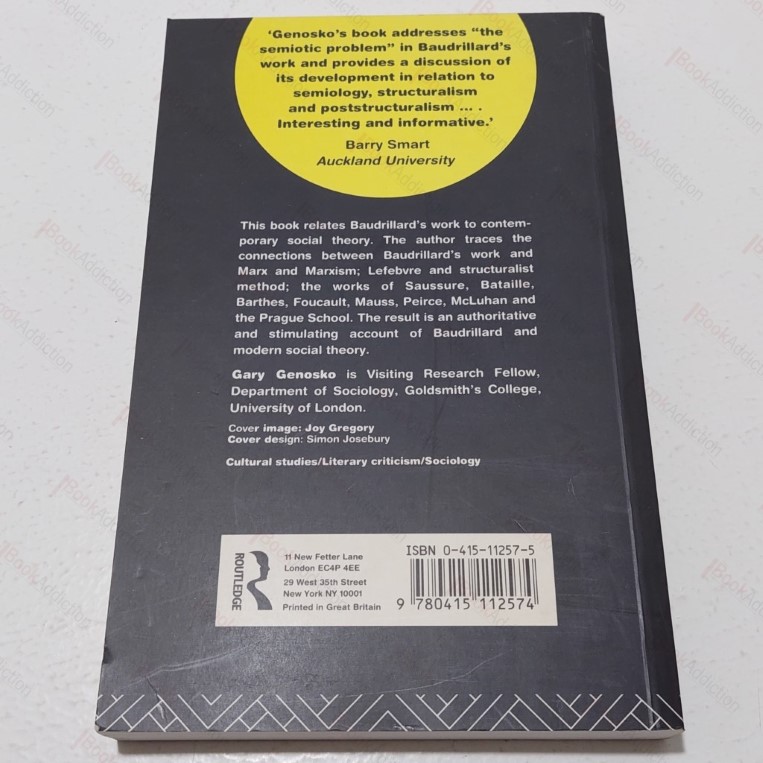 ‘Genosko’s book addresses “the
semiotic problem” in Baudrillard’s
work and provides a discussion of
its development in relation to
semiology, structuralism
and poststructuralism ... .
Interesting and informative.’
Barry Smart
Auckland University
This book relates Baudrillard’s work to contem-
porary social theory. The author traces the
connections between Baudrillard’s work and
Marx and Marxism; Lefebvre and structuralist
method; the works of Saussure, Bataille,
Barthes, Foucault, Mauss, Peirce, McLuhan and
the Prague School. The result is an authoritative
and stimulating account of Baudrillard and
modern social theory.
Gary Genosko is Visiting Research Fellow,
Department of Sociology, Goldsmith’s College,
University of London.
Cover image: Joy Gregory
Cover design: Simon Josebury
Cultural studies/Literary criticism/Sociology
ROUTLEDGE
11 New Fetter Lane
London EC4P 4EE
29 West 35th Street
New York NY 10001
Printed in Great Britain
ISBN 0-415-11257-5
9 780415 112574
BookAddiction